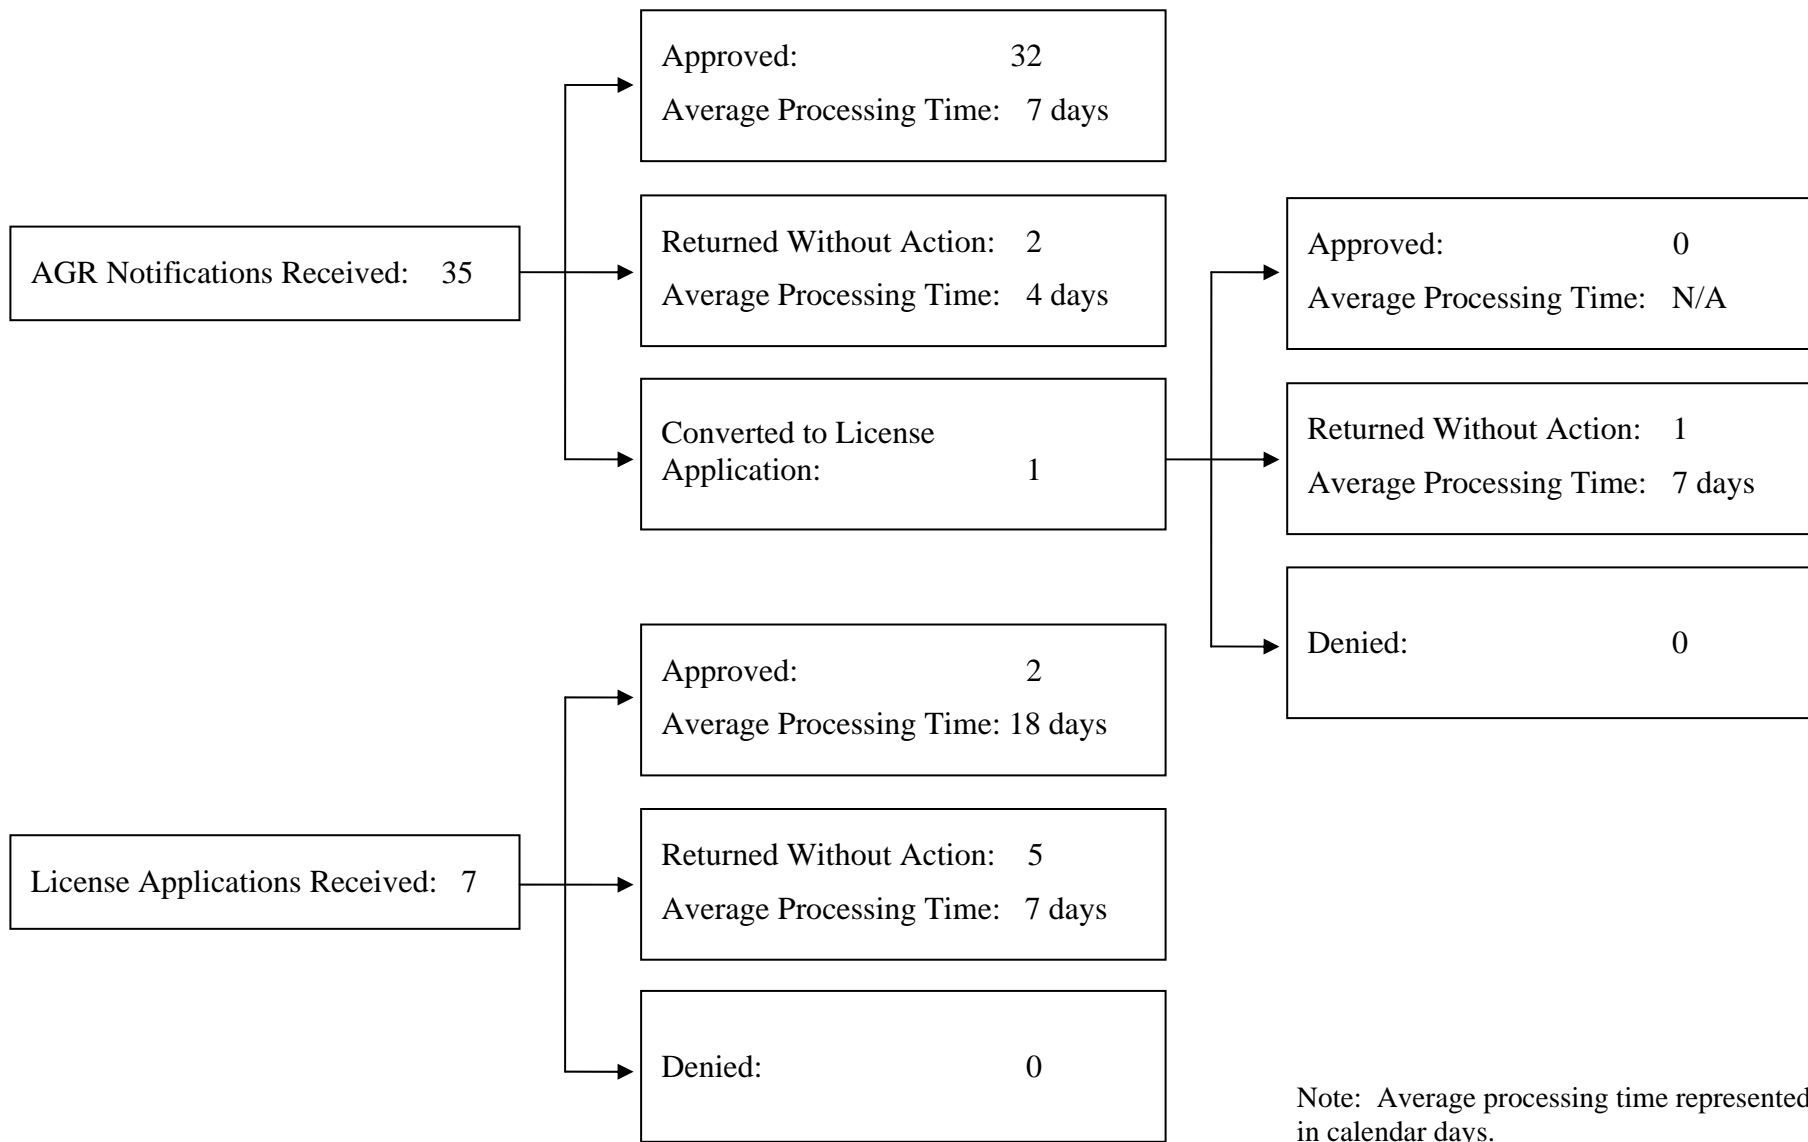 Approved: 32
Average Processing Time: 7 days
AGR Notifications Received: 35
Returned Without Action: 2
Average Processing Time: 4 days
Converted to License
Application: 1
Approved: 0
Average Processing Time: N/A
Returned Without Action: 1
Average Processing Time: 7 days
Denied: 0
License Applications Received: 7
Approved: 2
Average Processing Time: 18 days
Returned Without Action: 5
Average Processing Time: 7 days
Denied: 0
Note: Average processing time represented
in calendar days.